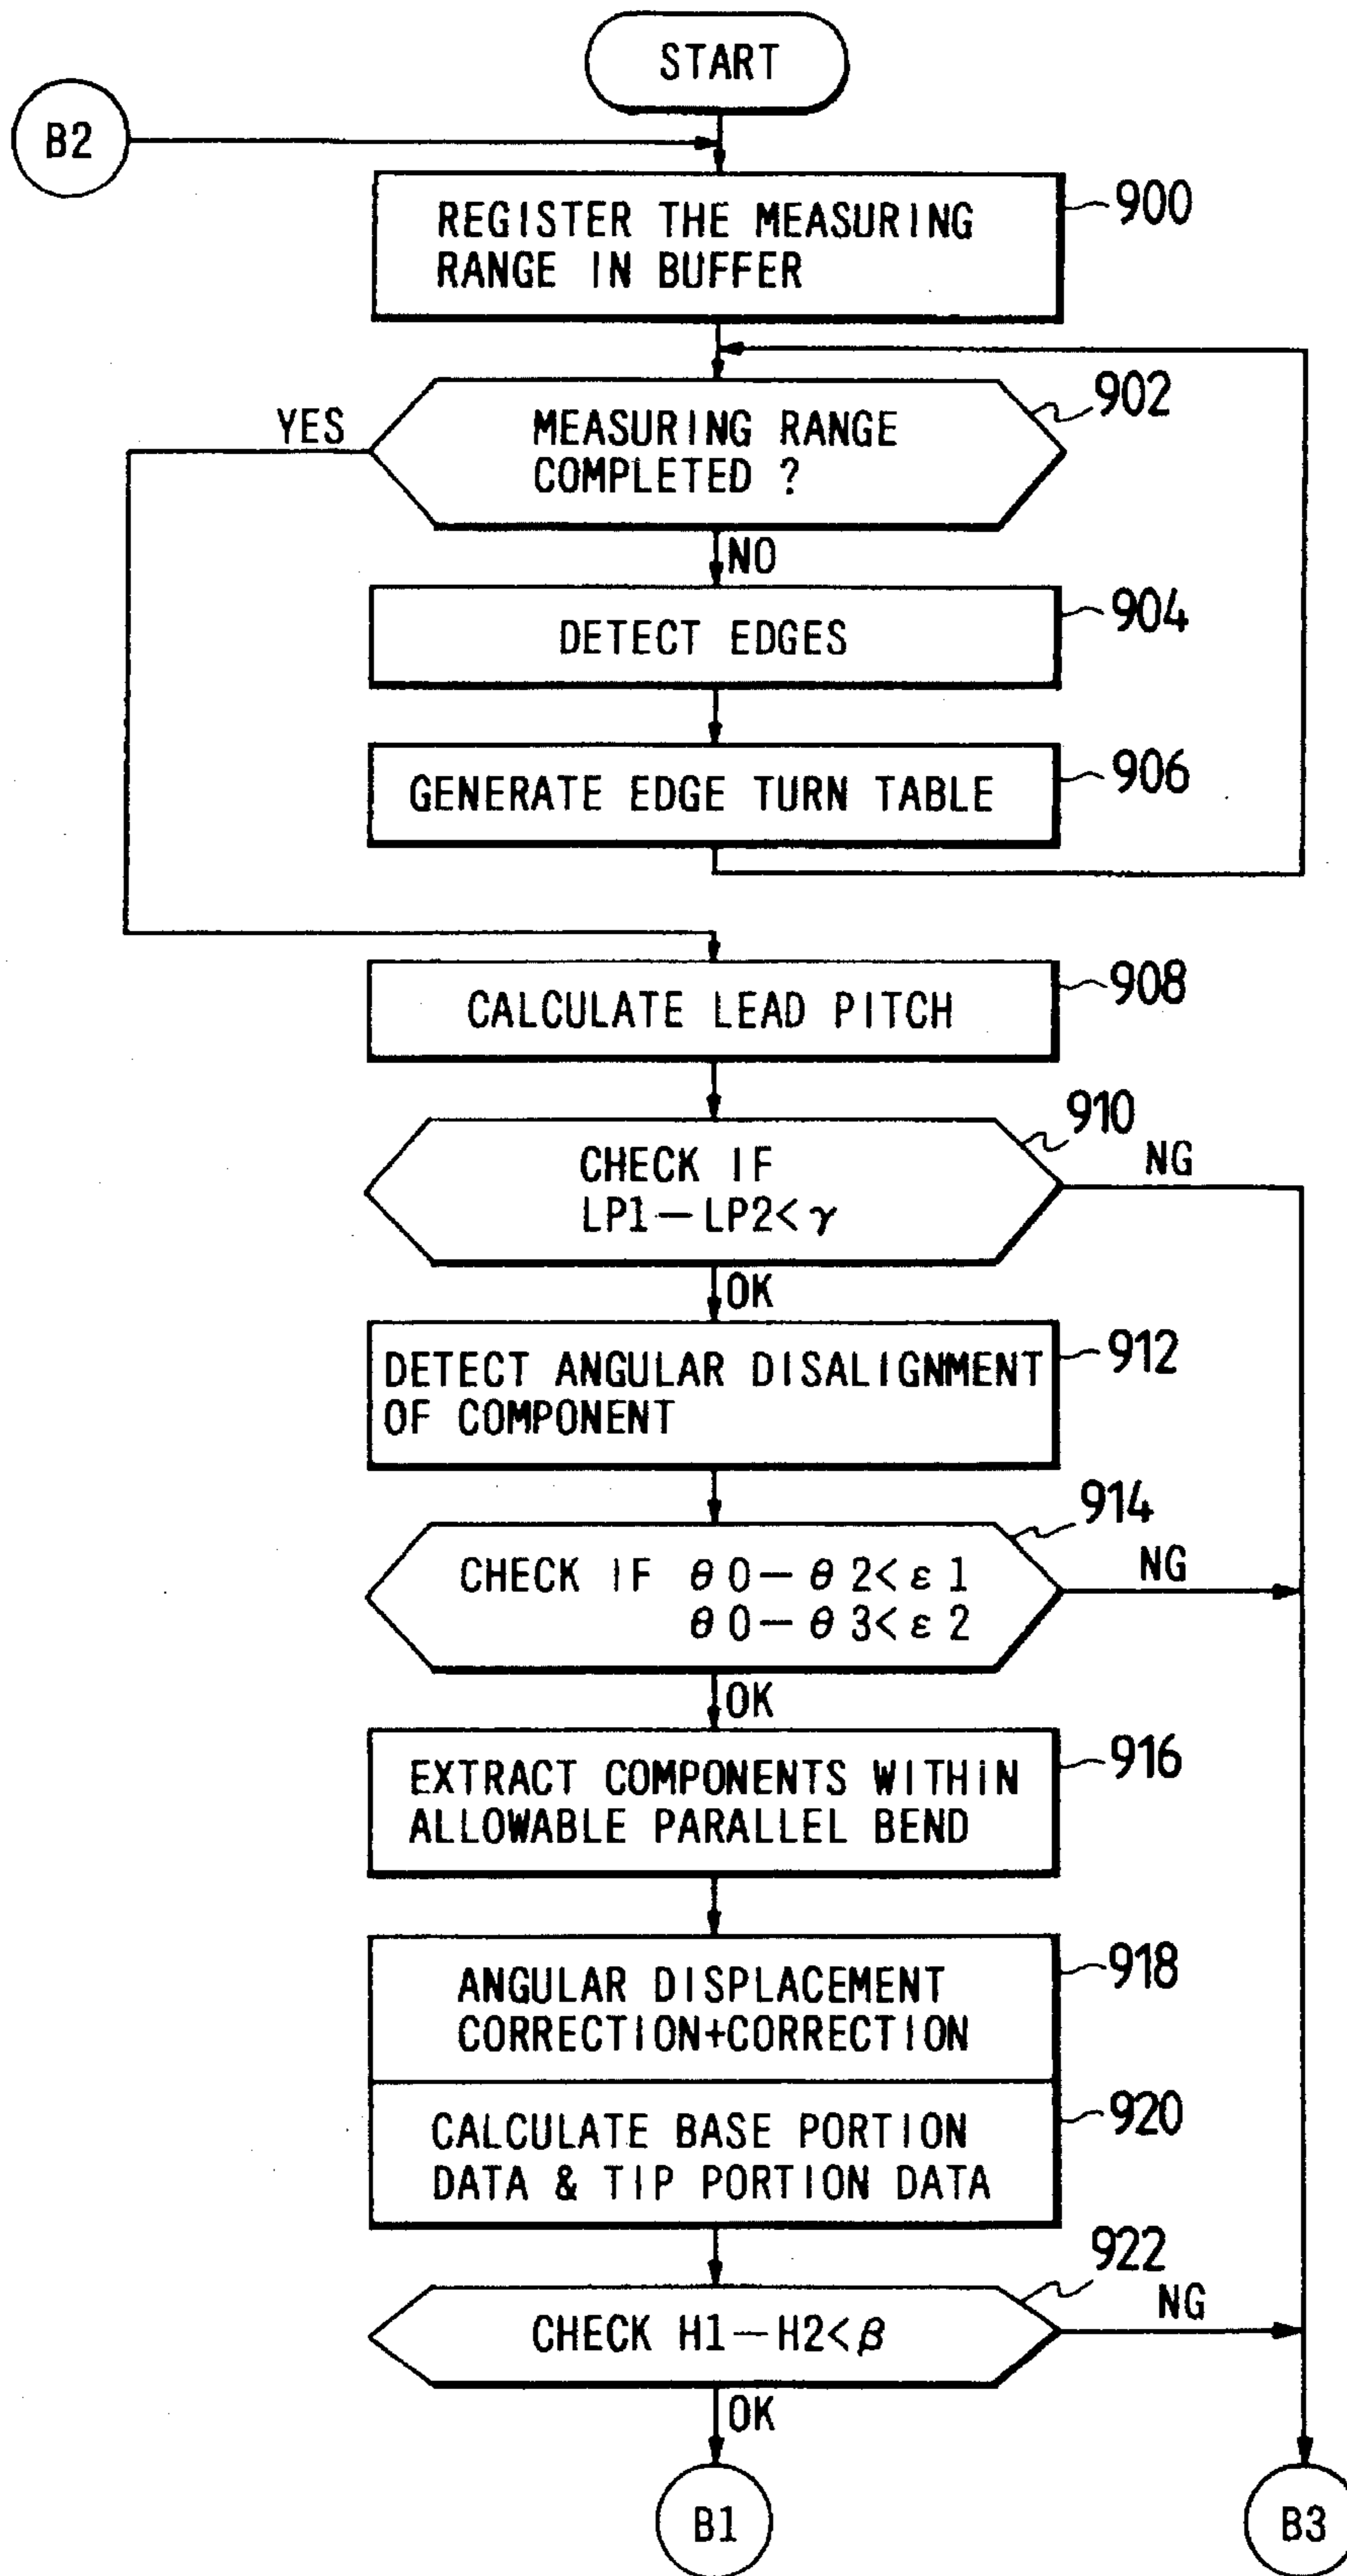 START
B2
REGISTER THE MEASURING
RANGE IN BUFFER
900
902
YES
MEASURING RANGE
COMPLETED ?
NO
904
DETECT EDGES
906
GENERATE EDGE TURN TABLE
908
CALCULATE LEAD PITCH
910
NG
CHECK IF
LP1−LP2<γ
OK
912
DETECT ANGULAR DISALIGNMENT
OF COMPONENT
914
NG
CHECK IF θ0−θ2<ε1
θ0−θ3<ε2
OK
916
EXTRACT COMPONENTS WITHIN
ALLOWABLE PARALLEL BEND
918
ANGULAR DISPLACEMENT
CORRECTION+CORRECTION
920
CALCULATE BASE PORTION
DATA & TIP PORTION DATA
922
NG
CHECK H1−H2<β
OK
B1
B3